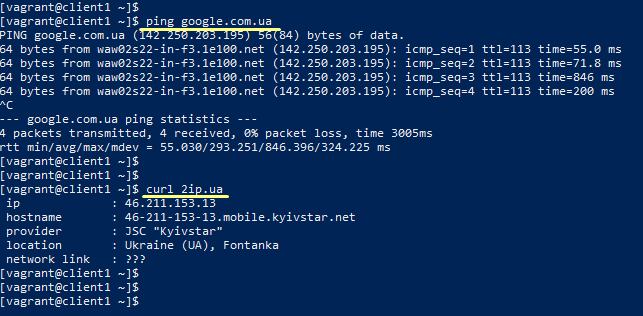 [vagrant@client1 ~]$
[vagrant@client1 ~]$ ping google.com.ua
PING google.com.ua (142.250.203.195) 56(84) bytes of data.
64 bytes from waw02s22-in-f3.1e100.net (142.250.203.195): icmp_seq=1 ttl=113 time=55.0 ms
64 bytes from waw02s22-in-f3.1e100.net (142.250.203.195): icmp_seq=2 ttl=113 time=71.8 ms
64 bytes from waw02s22-in-f3.1e100.net (142.250.203.195): icmp_seq=3 ttl=113 time=846 ms
64 bytes from waw02s22-in-f3.1e100.net (142.250.203.195): icmp_seq=4 ttl=113 time=200 ms
^C
--- google.com.ua ping statistics ---
4 packets transmitted, 4 received, 0% packet loss, time 3005ms
rtt min/avg/max/mdev = 55.030/293.251/846.396/324.225 ms
[vagrant@client1 ~]$
[vagrant@client1 ~]$
[vagrant@client1 ~]$ curl 2ip.ua
ip : 46.211.153.13
hostname : 46-211-153-13.mobile.kyivstar.net
provider : JSC "Kyivstar"
location : Ukraine (UA), Fontanka
network link : ???
[vagrant@client1 ~]$
[vagrant@client1 ~]$
[vagrant@client1 ~]$